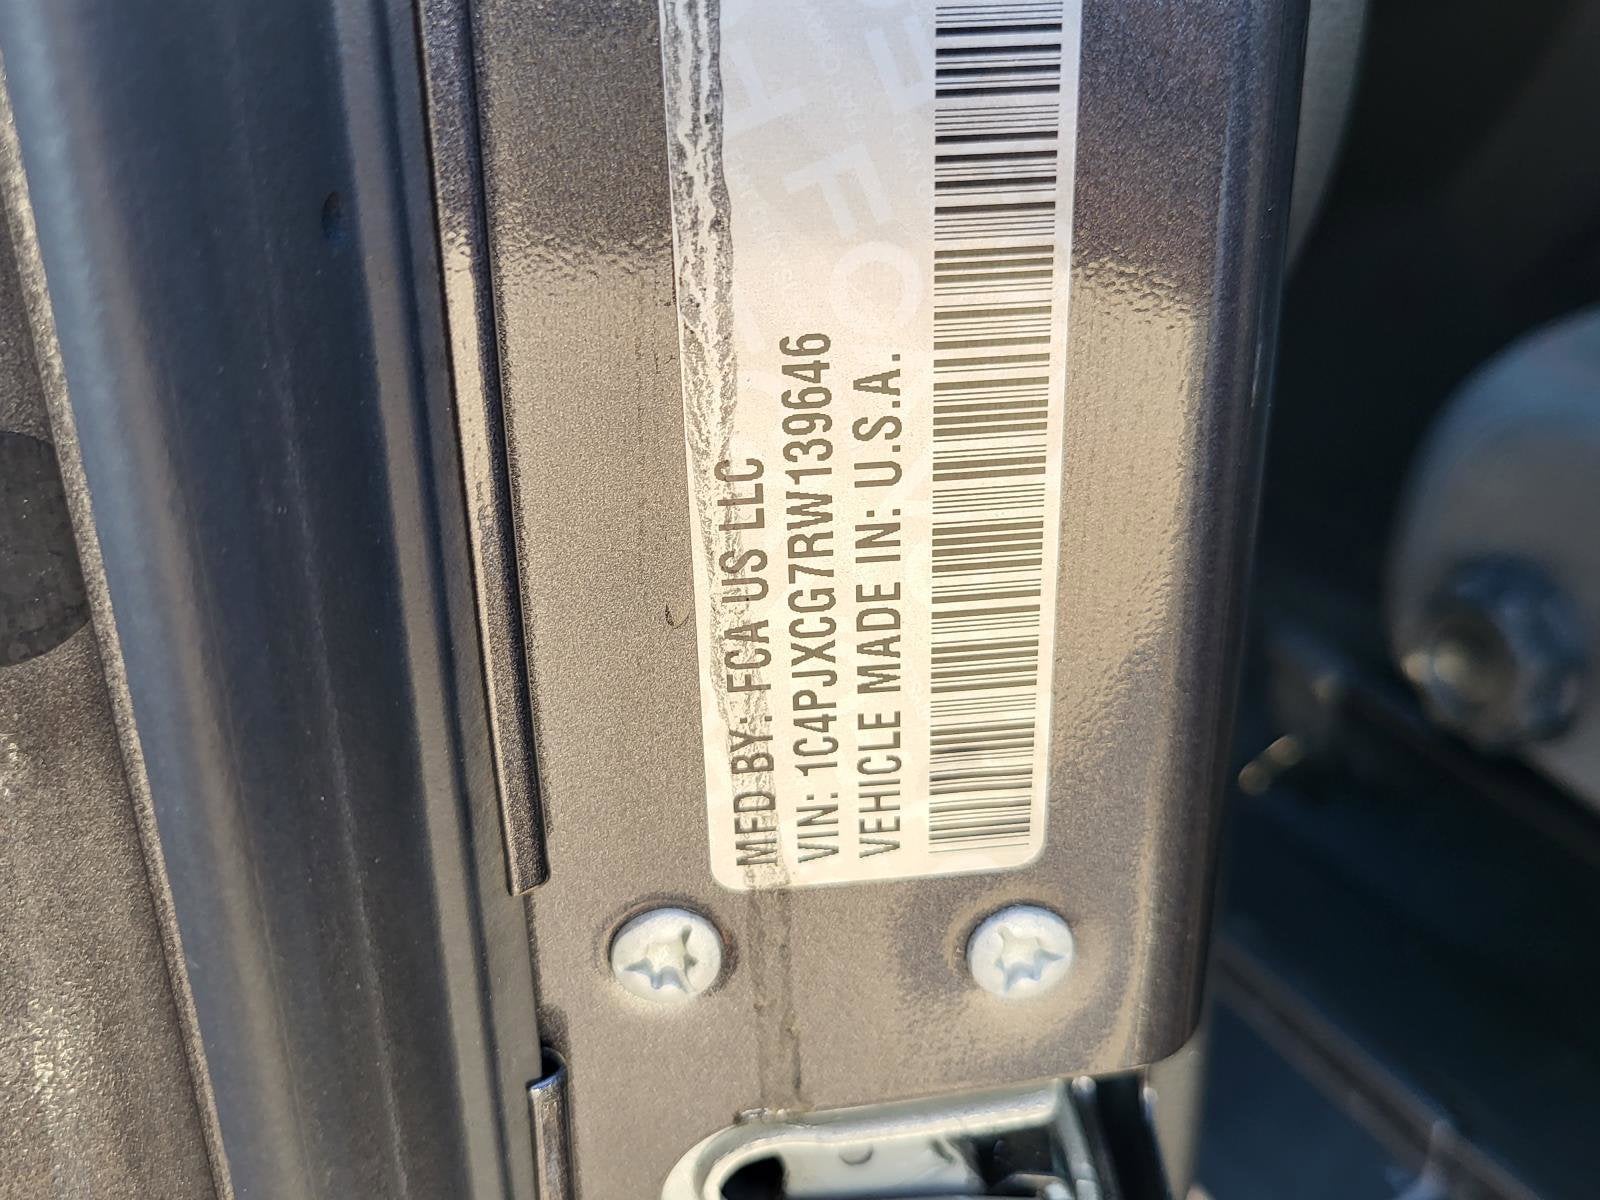 MFD BY: FCA US LLC
VIN: 1C4PJXCG7RW139646
VEHICLE MADE IN: U.S.A.